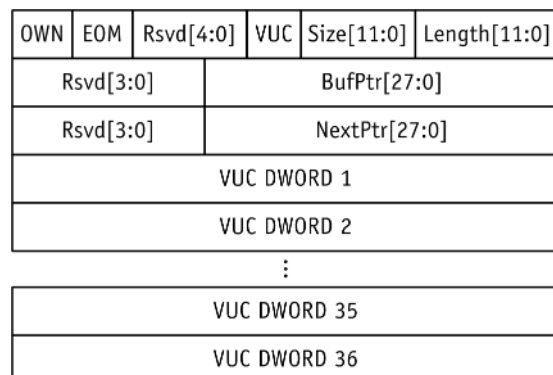 OWN EOM Rsvd[4:0] VUC Size[11:0] Length[11:0]
Rsvd[3:0] BufPtr[27:0]
Rsvd[3:0] NextPtr[27:0]
VUC DWORD 1
VUC DWORD 2
⋮
VUC DWORD 35
VUC DWORD 36